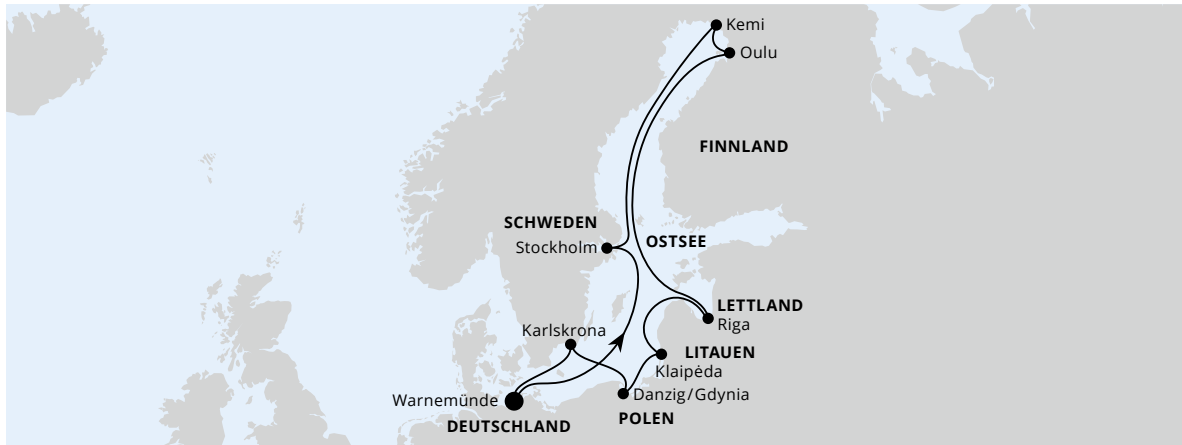 Kemi
Oulu
FINNLAND
SCHWEDEN
Stockholm
OSTSEE
LETTLAND
Riga
Karlskrona
LITAUEN
Klaipėda
Danzig/Gdynia
Warnemünde
POLEN
DEUTSCHLAND